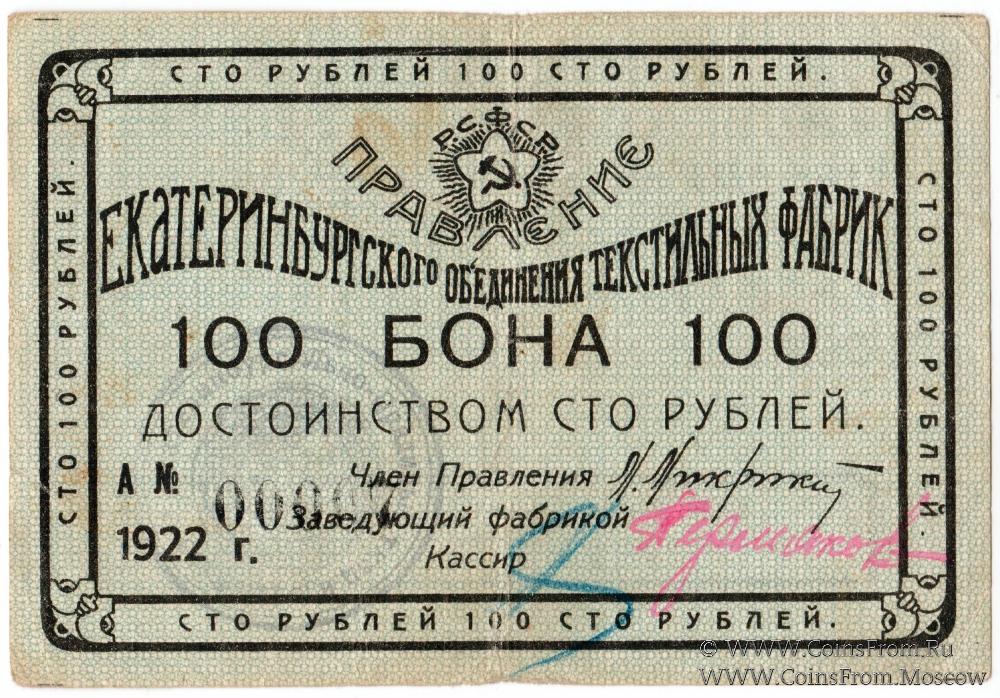 СТО РУБЛЕЙ 100 СТО РУБЛЕЙ.
Р.С.Ф.С.Р.
ПРАВЛЕНИЕ
ЕКАТЕРИНБУРГСКОГО ОБ'ЕДИНЕНИЯ ТЕКСТИЛЬНЫХ ФАБРИК
100 БОНА 100
ДОСТОИНСТВОМ СТО РУБЛЕЙ.
А №
Член Правления
Заведующий фабрикой
1922 г.
Кассир
СТО РУБЛЕЙ 100 СТО РУБЛЕЙ.
СТО 100 РУБЛЕЙ.
СТО 100 РУБЛЕЙ.
© WWW.CoinsFrom.Ru
WWW.CoinsFrom.Moscow